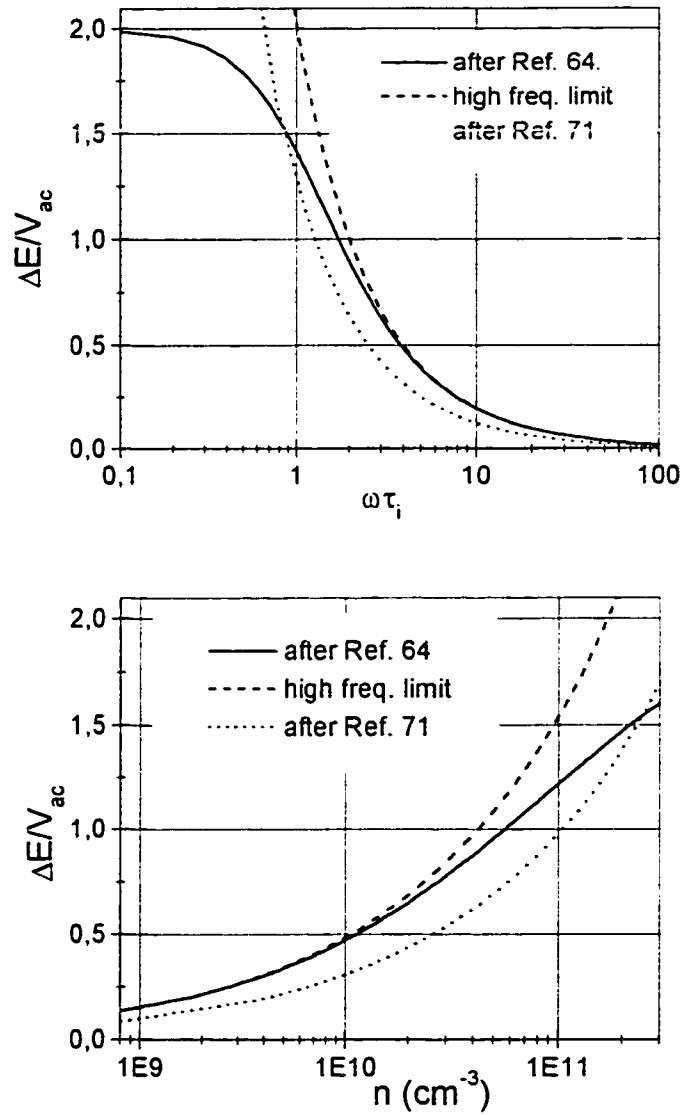 2,0
1,5
1,0
0,5
0,0
ΔE/V_ac
after Ref. 64.
high freq. limit
after Ref. 71
0,1 1 10 100
ωτ_i
2,0
1,5
1,0
0,5
0,0
ΔE/V_ac
after Ref. 64
high freq. limit
after Ref. 71
1E9 1E10 1E11
n (cm^-3)